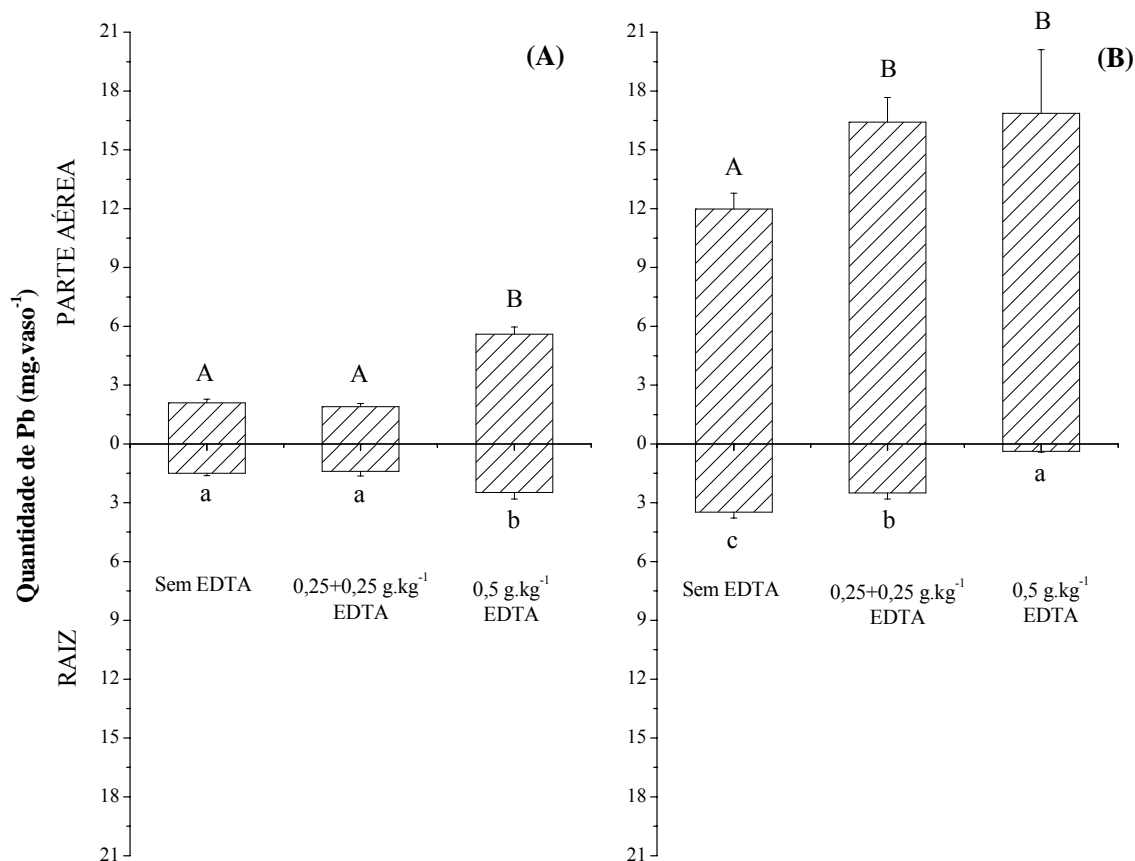 Quantidade de Pb (mg.vaso⁻¹)
PARTE AÉREA
RAIZ
21
18
15
12
9
6
3
0
3
6
9
12
15
18
21
(A)
A
A
B
a
a
b
Sem EDTA
0,25+0,25 g.kg⁻¹
EDTA
0,5 g.kg⁻¹
EDTA
21
18
15
12
9
6
3
0
3
6
9
12
15
18
21
(B)
A
B
B
c
b
a
Sem EDTA
0,25+0,25 g.kg⁻¹
EDTA
0,5 g.kg⁻¹
EDTA